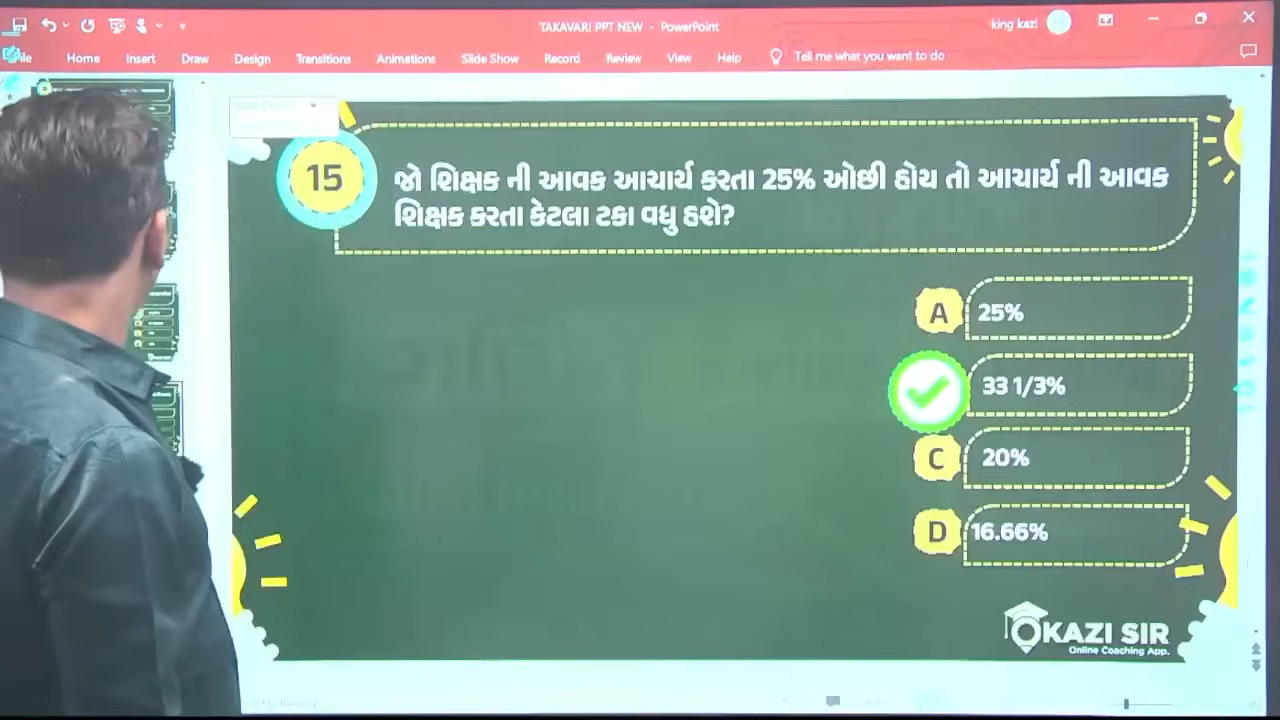 TAKAVARI PPT NEW - PowerPoint
king kazi
File Home Insert Draw Design Transitions Animations Slide Show Record Review View Help Tell me what you want to do
15
જો શિક્ષક ની આવક આચાર્ય કરતા 25% ઓછી હોય તો આચાર્ય ની આવક
શિક્ષક કરતા કેટલા ટકા વધુ હશે?
A 25%
33 1/3%
C 20%
D 16.66%
KAZI SIR
Online Coaching App.